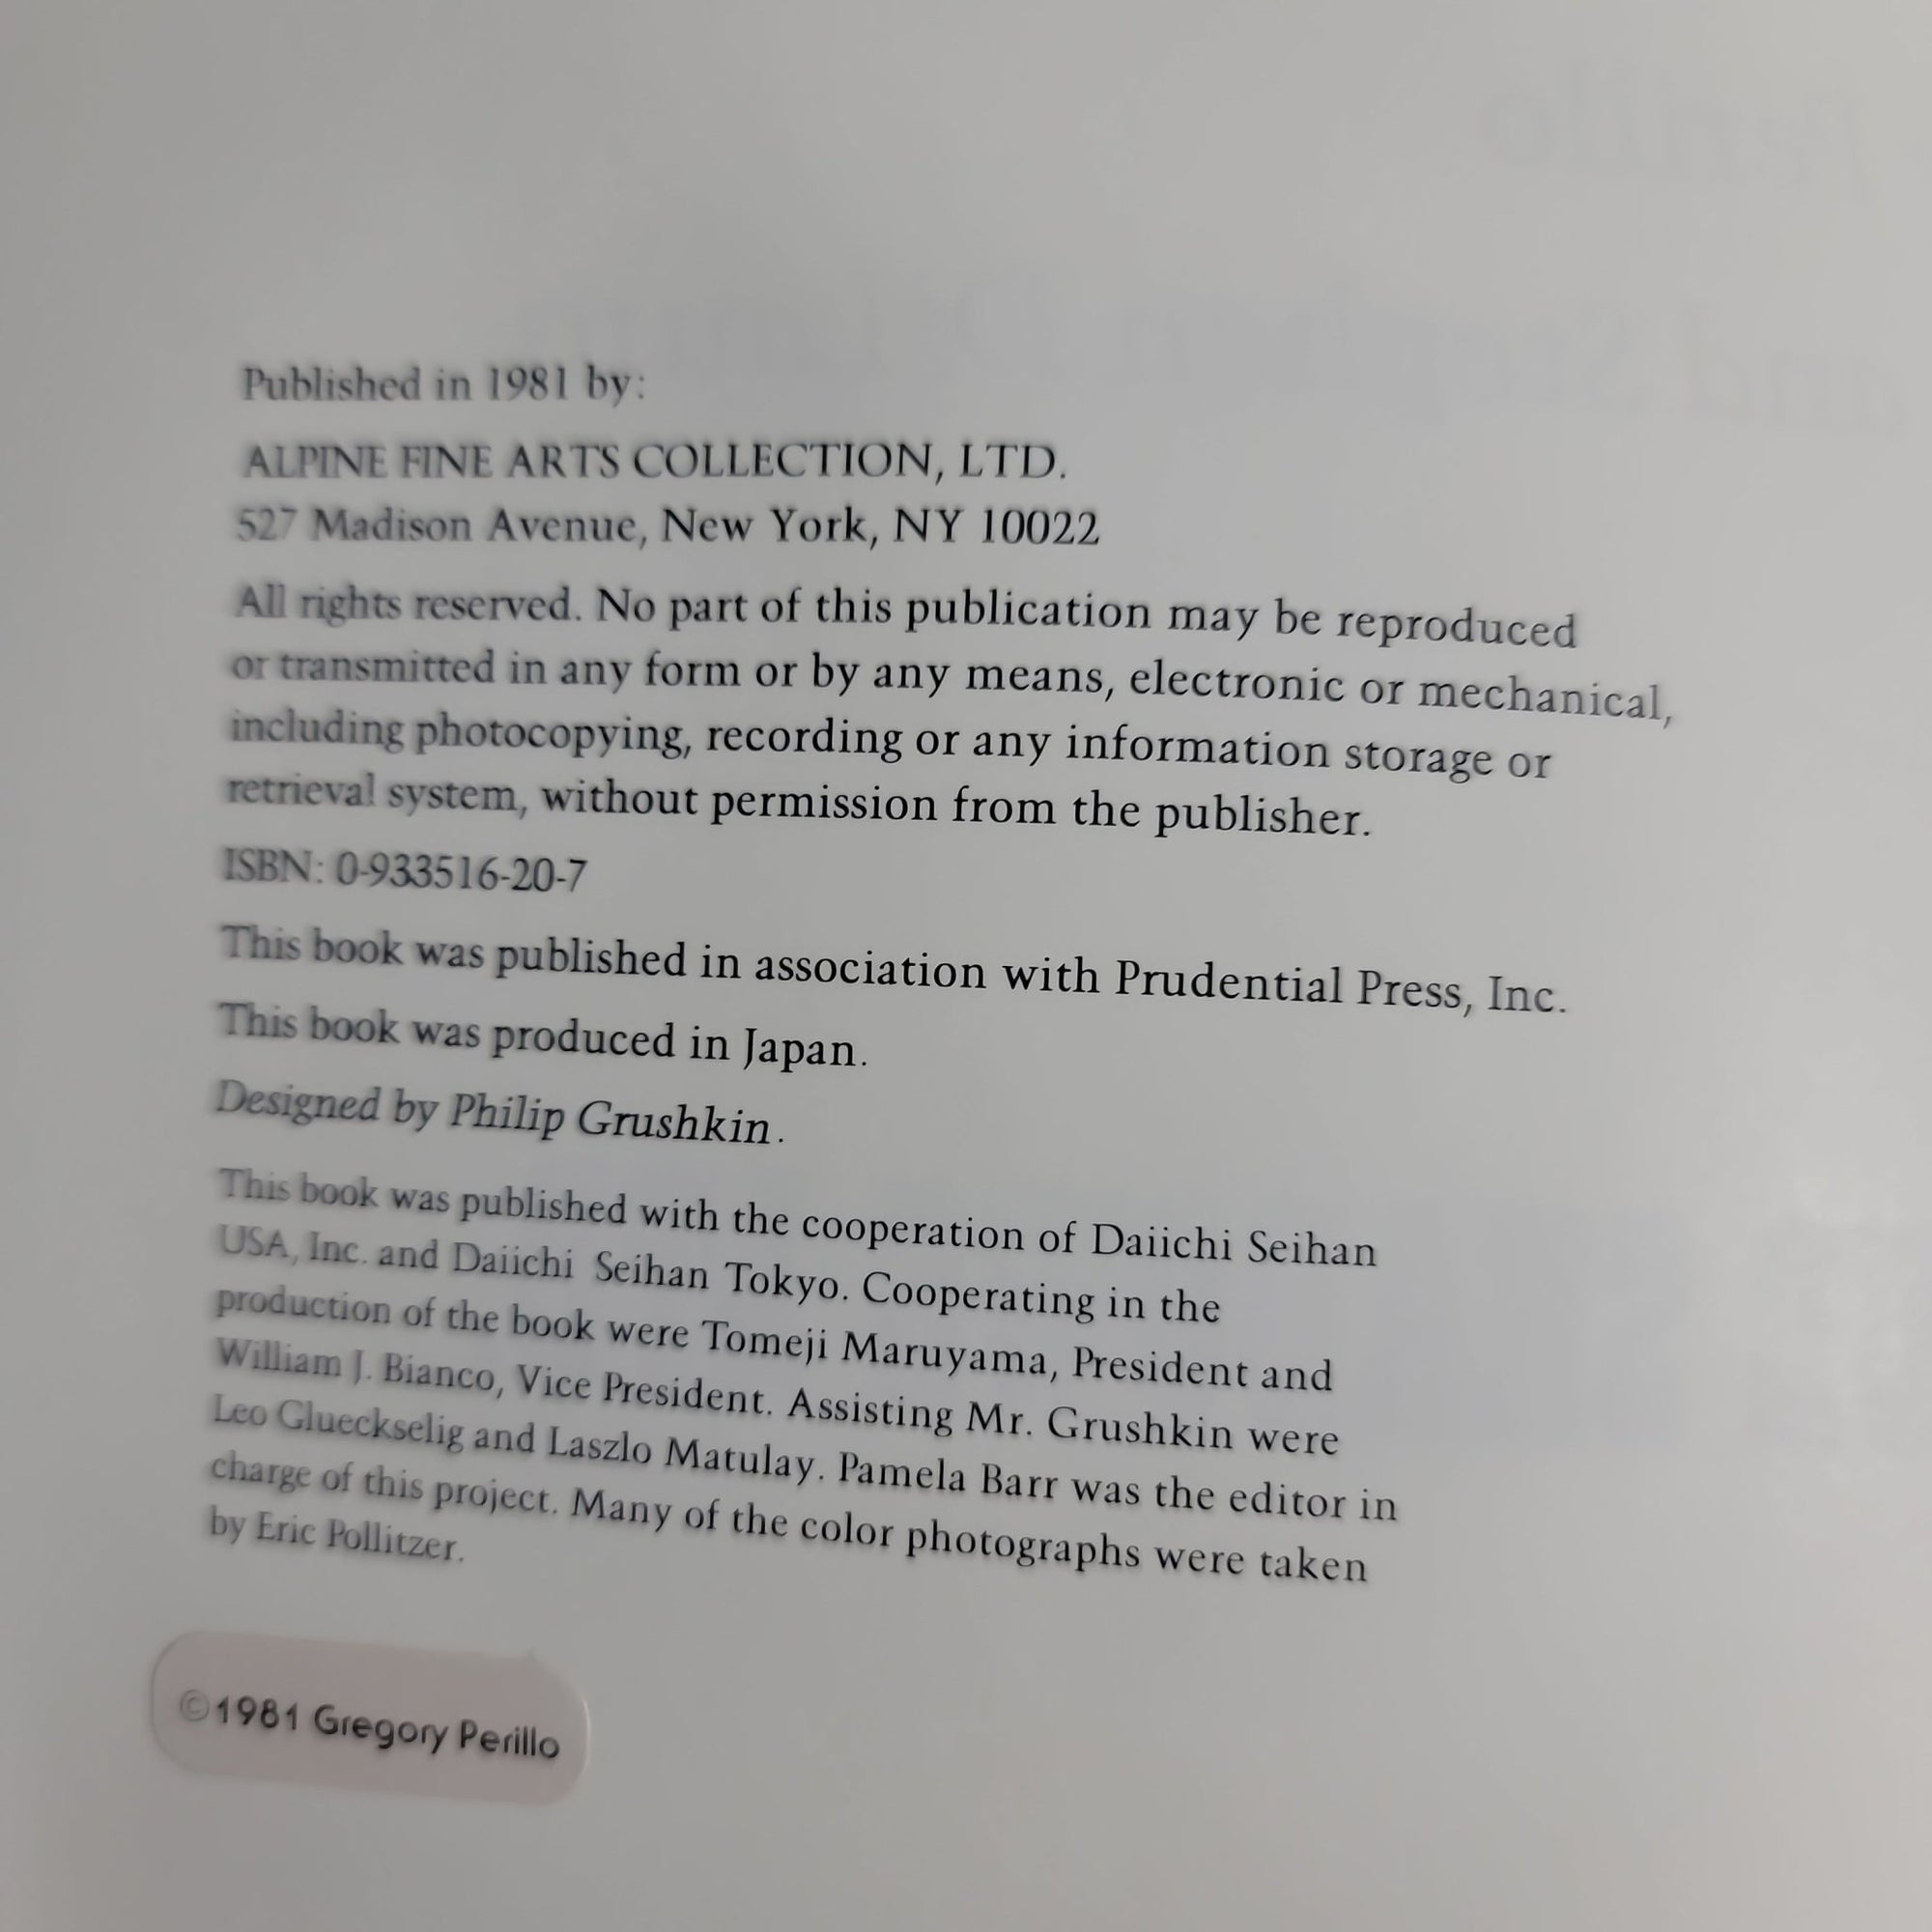 Published in 1981 by:
ALPINE FINE ARTS COLLECTION, LTD.
527 Madison Avenue, New York, NY 10022
All rights reserved. No part of this publication may be reproduced
or transmitted in any form or by any means, electronic or mechanical,
including photocopying, recording or any information storage or
retrieval system, without permission from the publisher.
ISBN: 0-933516-20-7
This book was published in association with Prudential Press, Inc.
This book was produced in Japan.
Designed by Philip Grushkin.
This book was published with the cooperation of Daiichi Seihan
USA, Inc. and Daiichi Seihan Tokyo. Cooperating in the
production of the book were Tomeji Maruyama, President and
William J. Bianco, Vice President. Assisting Mr. Grushkin were
Leo Glueckselig and Laszlo Matulay. Pamela Barr was the editor in
charge of this project. Many of the color photographs were taken
by Eric Pollitzer.
©1981 Gregory Perillo